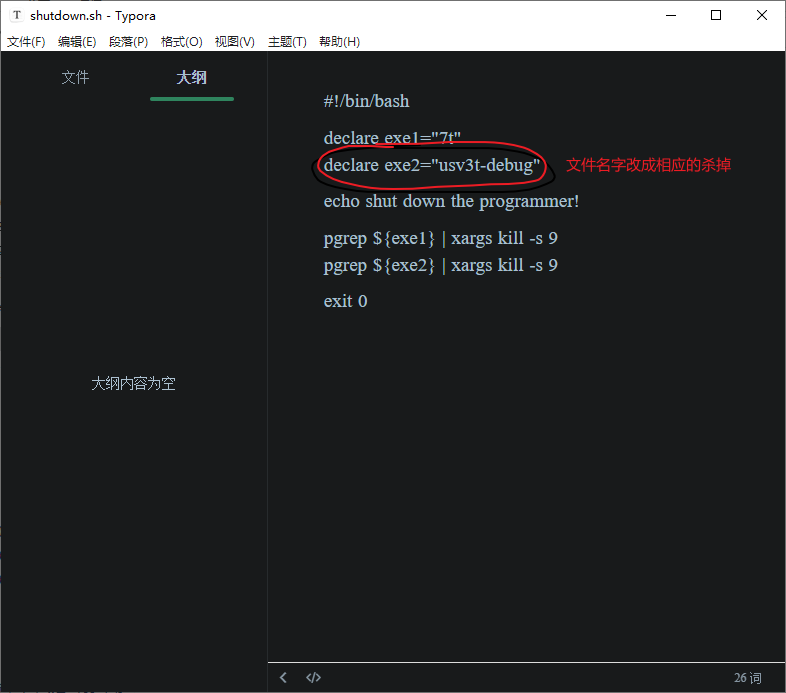 shutdown.sh - Typora
文件(F) 编辑(E) 段落(P) 格式(O) 视图(V) 主题(T) 帮助(H)
文件 大纲
#!/bin/bash
declare exe1="7t"
declare exe2="usv3t-debug" 文件名字改成相应的杀掉
echo shut down the programmer!
pgrep ${exe1} | xargs kill -s 9
pgrep ${exe2} | xargs kill -s 9
exit 0
大纲内容为空
26 词